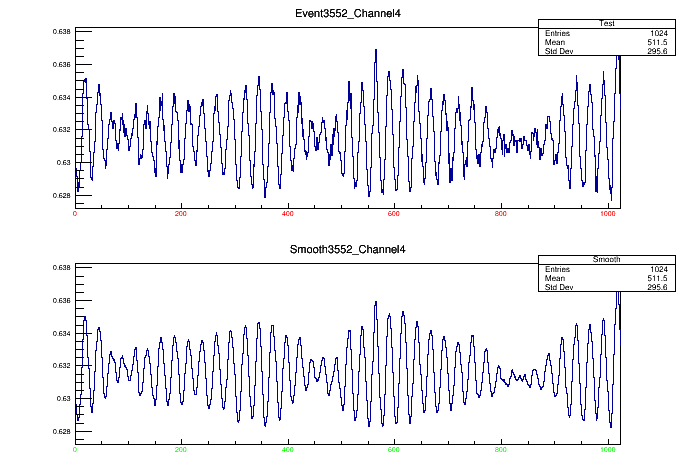 Event3552_Channel4
Test
Entries 1024
Mean 511.5
Std Dev 295.6
0.638
0.636
0.634
0.632
0.63
0.628
0 200 400 600 800 1000
Smooth3552_Channel4
Smooth
Entries 1024
Mean 511.5
Std Dev 295.6
0.638
0.636
0.634
0.632
0.63
0.628
0 200 400 600 800 1000